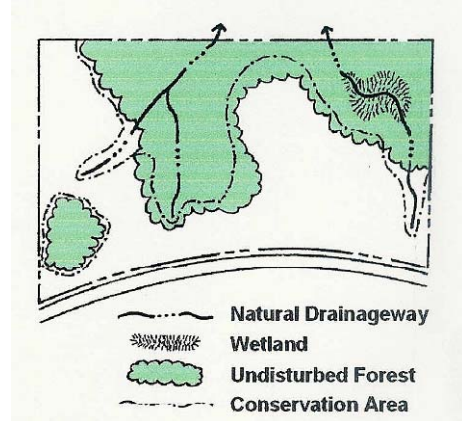 Natural Drainageway
Wetland
Undisturbed Forest
Conservation Area